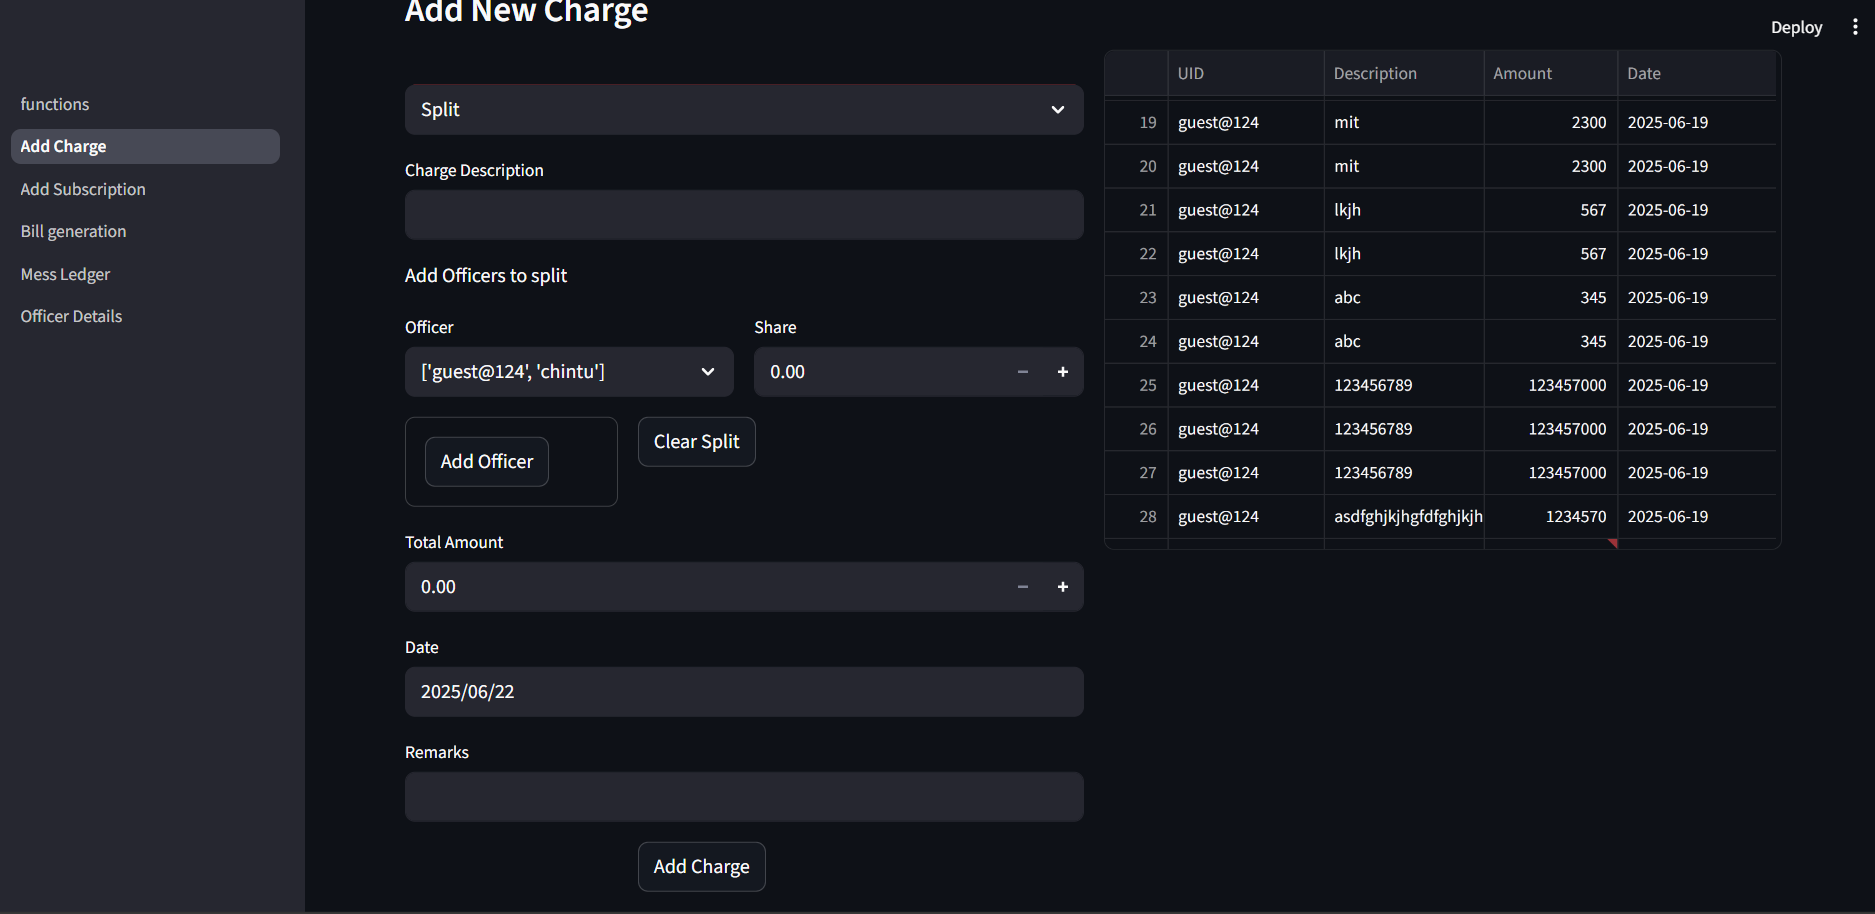 Add New Charge
Deploy
functions
Add Charge
Add Subscription
Bill generation
Mess Ledger
Officer Details
Split
Charge Description
Add Officers to split
Officer Share
['guest@124', 'chintu'] 0.00
Add Officer Clear Split
Total Amount
0.00
Date
2025/06/22
Remarks
Add Charge
UID Description Amount Date
19 guest@124 mit 2300 2025-06-19
20 guest@124 mit 2300 2025-06-19
21 guest@124 lkjh 567 2025-06-19
22 guest@124 lkjh 567 2025-06-19
23 guest@124 abc 345 2025-06-19
24 guest@124 abc 345 2025-06-19
25 guest@124 123456789 123457000 2025-06-19
26 guest@124 123456789 123457000 2025-06-19
27 guest@124 123456789 123457000 2025-06-19
28 guest@124 asdfghjkjhgfdfghjkjh 1234570 2025-06-19